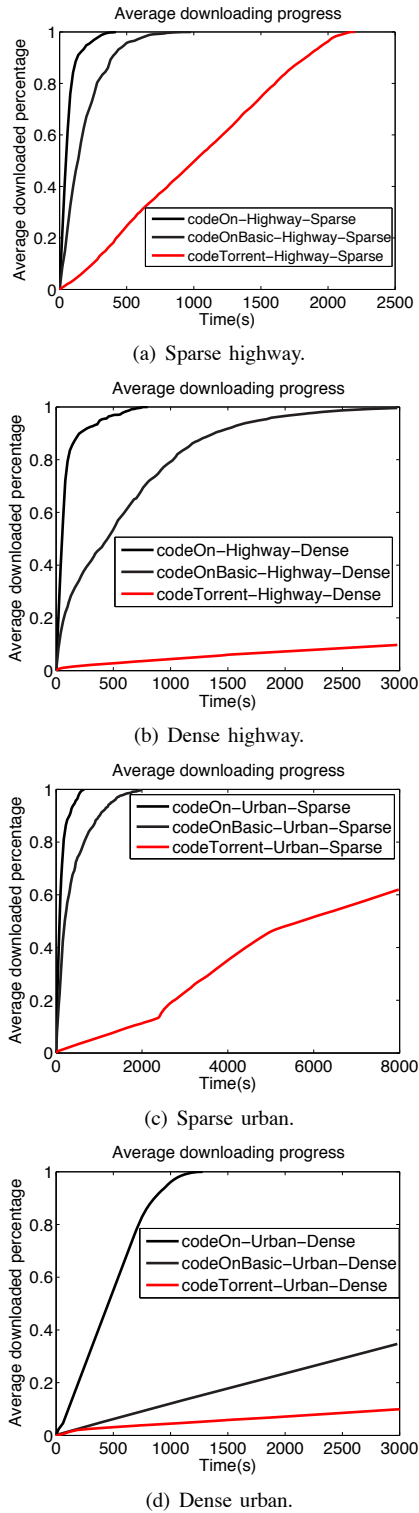 Average downloading progress
1
0.8
0.6
0.4
0.2
0
Average downloaded percentage
codeOn−Highway−Sparse
codeOnBasic−Highway−Sparse
codeTorrent−Highway−Sparse
0 500 1000 1500 2000 2500
Time(s)
(a) Sparse highway.
Average downloading progress
1
0.8
0.6
0.4
0.2
0
Average downloaded percentage
codeOn−Highway−Dense
codeOnBasic−Highway−Dense
codeTorrent−Highway−Dense
0 500 1000 1500 2000 2500 3000
Time(s)
(b) Dense highway.
Average downloading progress
1
0.8
0.6
0.4
0.2
0
Average downloaded percentage
codeOn−Urban−Sparse
codeOnBasic−Urban−Sparse
codeTorrent−Urban−Sparse
0 2000 4000 6000 8000
Time(s)
(c) Sparse urban.
Average downloading progress
1
0.8
0.6
0.4
0.2
0
Average downloaded percentage
codeOn−Urban−Dense
codeOnBasic−Urban−Dense
codeTorrent−Urban−Dense
0 500 1000 1500 2000 2500 3000
Time(s)
(d) Dense urban.